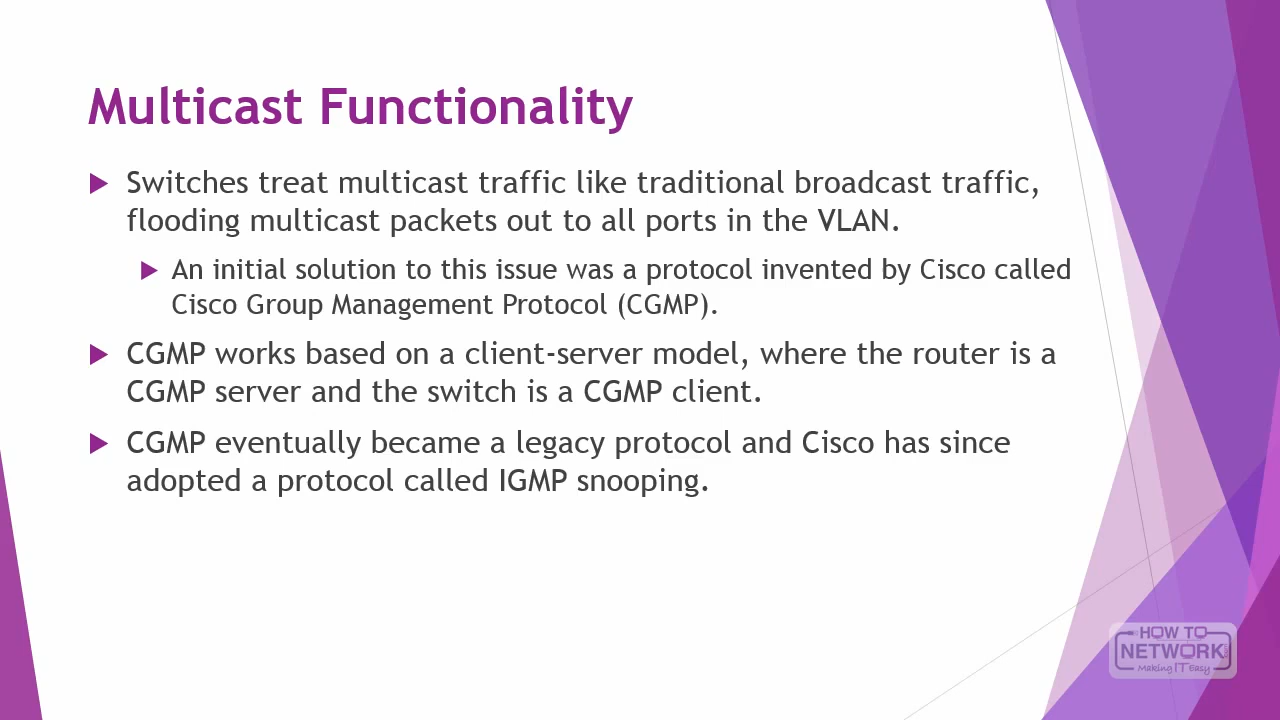 Multicast Functionality
Switches treat multicast traffic like traditional broadcast traffic,
flooding multicast packets out to all ports in the VLAN.
An initial solution to this issue was a protocol invented by Cisco called
Cisco Group Management Protocol (CGMP).
CGMP works based on a client-server model, where the router is a
CGMP server and the switch is a CGMP client.
CGMP eventually became a legacy protocol and Cisco has since
adopted a protocol called IGMP snooping.
HOW TO
NETWORK
Making IT Easy